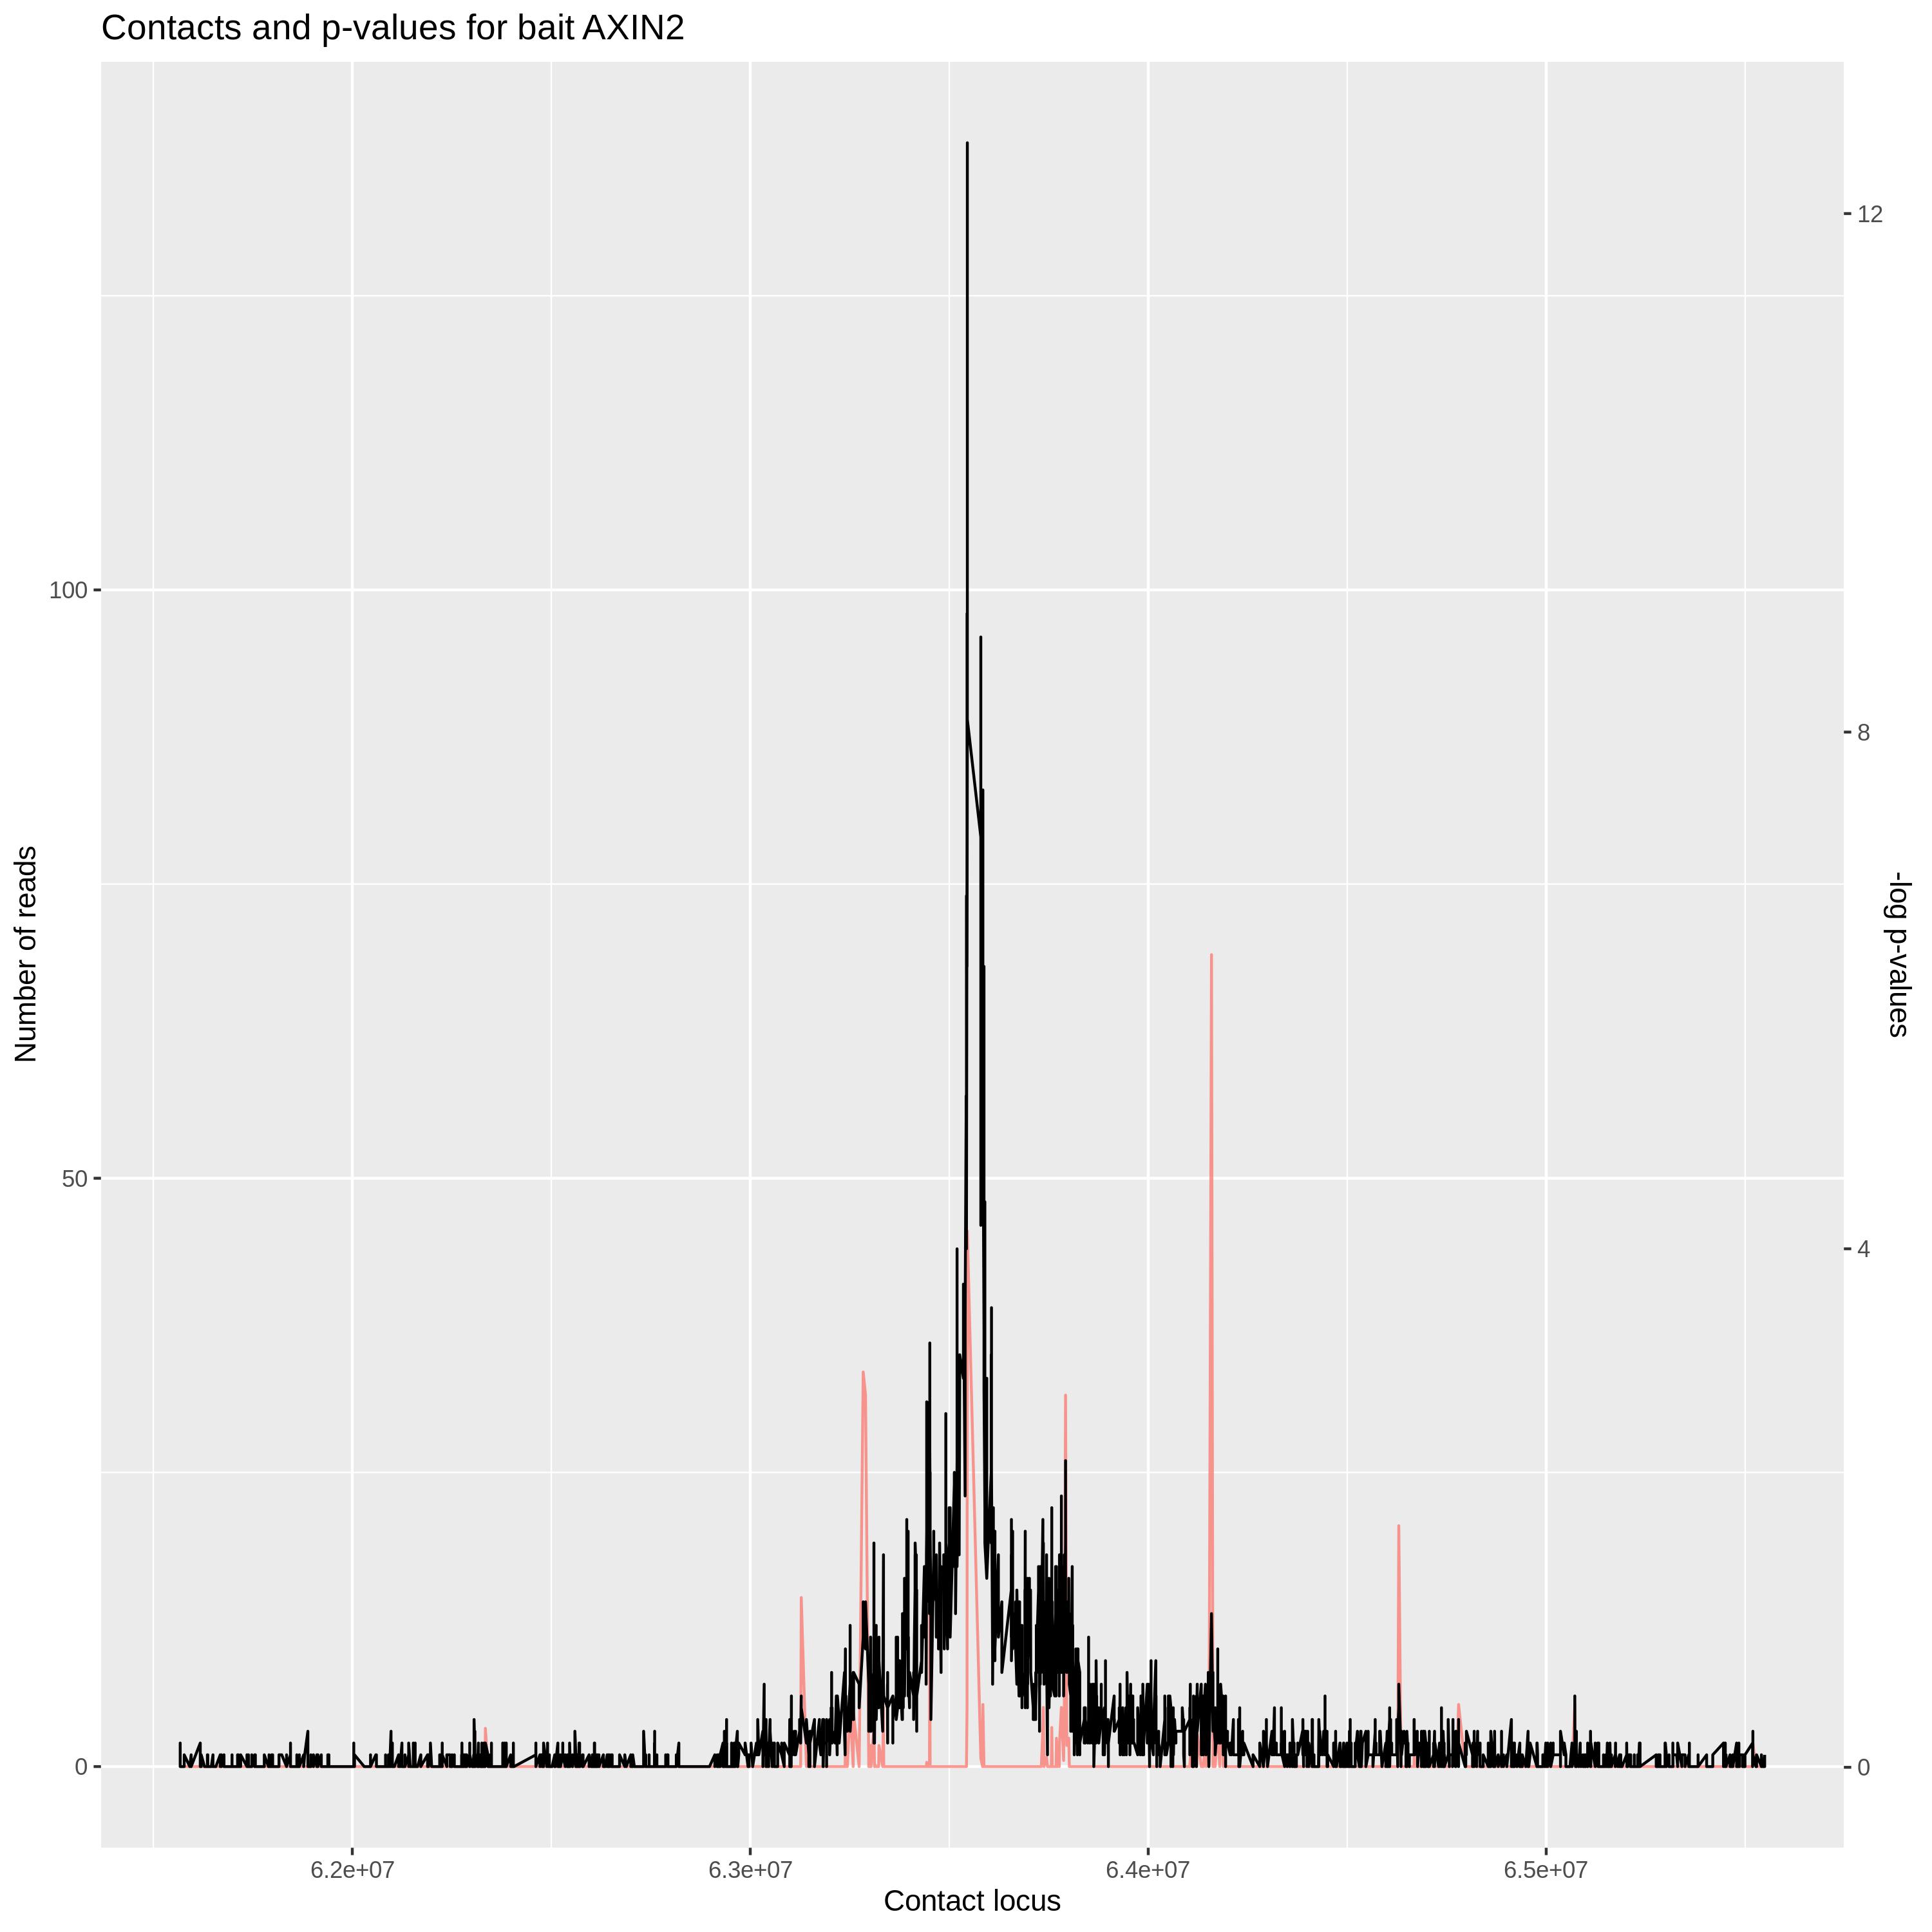 Contacts and p-values for bait AXIN2
Number of reads
100
50
0
12
8
4
0
-log p-values
6.2e+07
6.3e+07
6.4e+07
6.5e+07
Contact locus